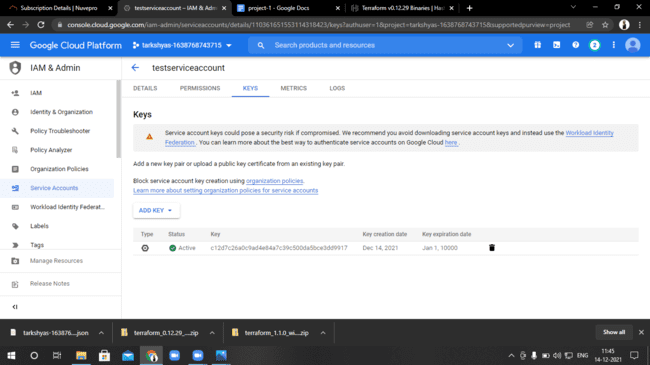 Subscription Details | Nuvepro
testserviceaccount – IAM & Adm
project-1 - Google Docs
Terraform v0.12.29 Binaries | Has
console.cloud.google.com/iam-admin/serviceaccounts/details/110361651553114318423/keys?authuser=1&project=tarkshyas-1638768743715&supportedpurview=project
Google Cloud Platform
tarkshyas-1638768743715
Search products and resources
2
IAM & Admin
testserviceaccount
DETAILS
PERMISSIONS
KEYS
METRICS
LOGS
IAM
Identity & Organization
Policy Troubleshooter
Policy Analyzer
Organization Policies
Service Accounts
Workload Identity Federat...
Labels
Tags
Manage Resources
Release Notes
Keys
Service account keys could pose a security risk if compromised. We recommend you avoid downloading service account keys and instead use the Workload Identity
Federation. You can learn more about the best way to authenticate service accounts on Google Cloud here.
Add a new key pair or upload a public key certificate from an existing key pair.
Block service account key creation using organization policies.
Learn more about setting organization policies for service accounts
ADD KEY
Type Status Key Key creation date Key expiration date
Active c12d7c26a0c9ad4e84a7c39c500da5bce3dd9917 Dec 14, 2021 Jan 1, 10000
tarkshyas-163876....json
terraform_0.12.29_....zip
terraform_1.1.0_wi....zip
Show all
ENG
11:45
14-12-2021